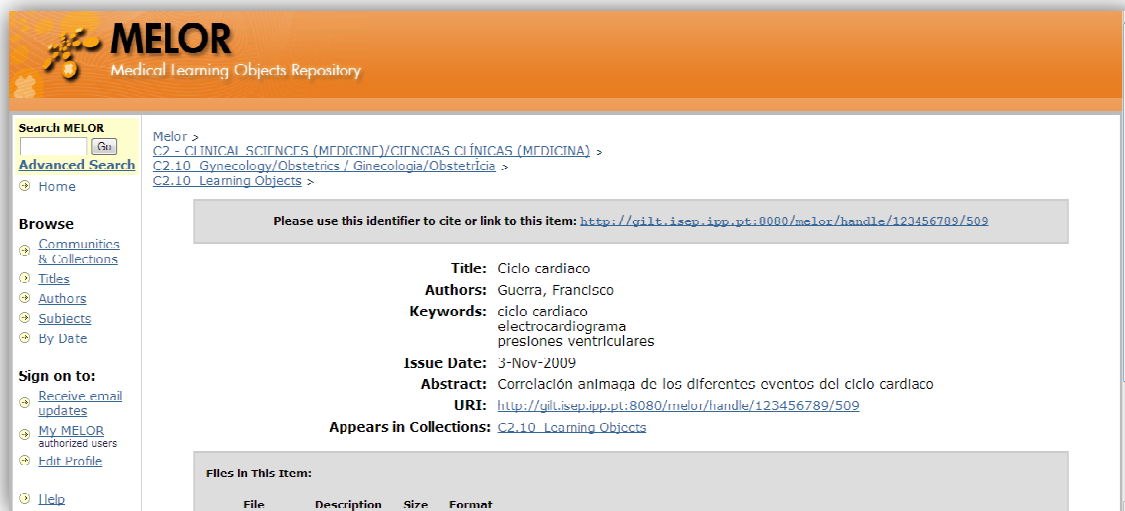 MELOR
Medical Learning Objects Repository
Search MELOR
Go
Advanced Search
Home
Browse
Communities
& Collections
Titles
Authors
Subjects
By Date
Sign on to:
Receive email
updates
My MELOR
authorized users
Edit Profile
Help
Melor >
C2 - CLINICAL SCIENCES (MEDICINE)/CIENCIAS CLÍNICAS (MEDICINA) >
C2.10 Gynecology/Obstetrics / Ginecologia/ObstetrÍcia >
C2.10 Learning Objects >
Please use this identifier to cite or link to this item: http://gilt.isep.ipp.pt:8080/melor/handle/123456789/509
Title: Ciclo cardiaco
Authors: Guerra, Francisco
Keywords: ciclo cardiaco
electrocardiograma
presiones ventriculares
Issue Date: 3-Nov-2009
Abstract: Correlación animaga de los diferentes eventos del ciclo cardiaco
URI: http://gilt.isep.ipp.pt:8080/melor/handle/123456789/509
Appears in Collections: C2.10 Learning Objects
Files in This Item:
File Description Size Format